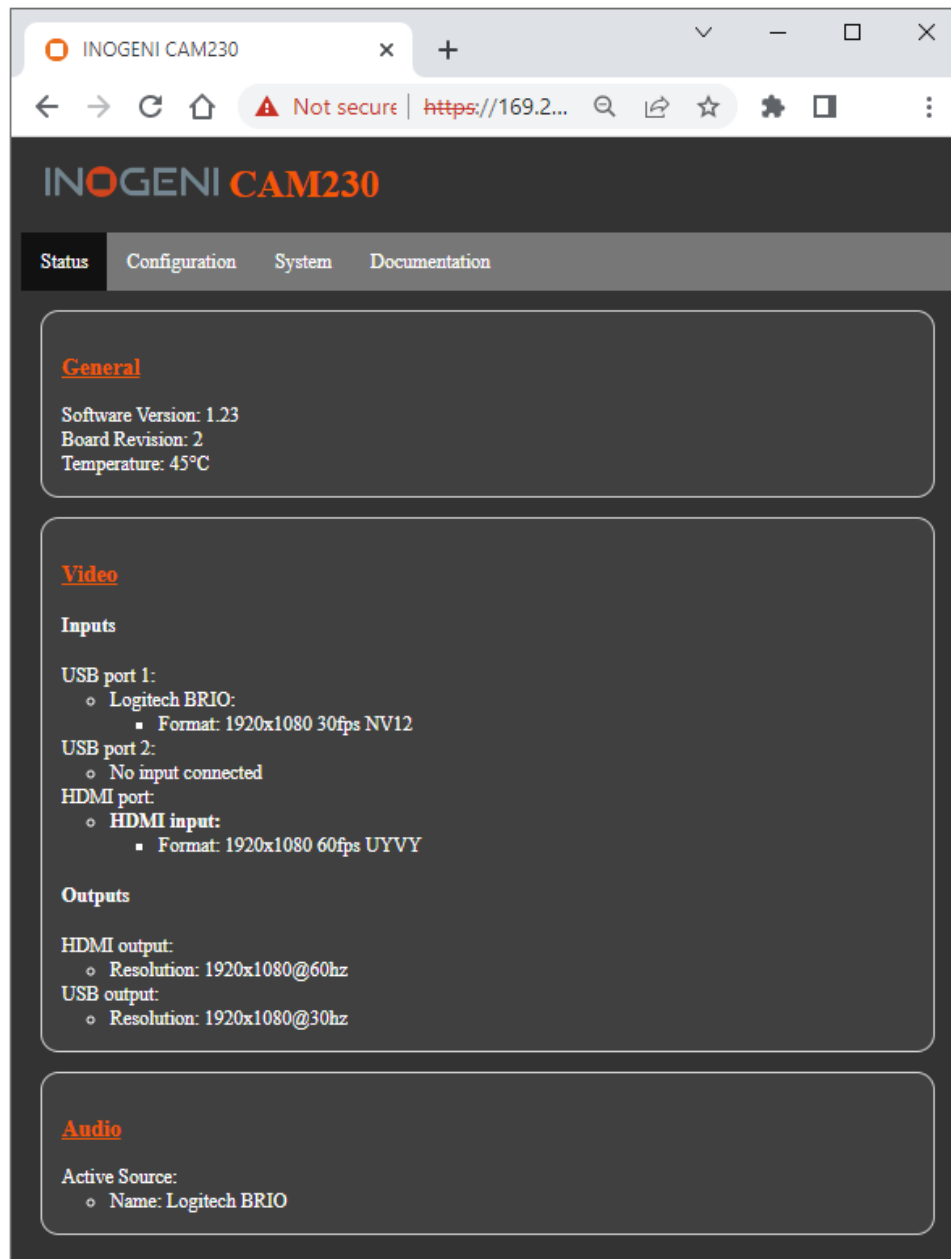 INOGENI CAM230
Not secure https://169.2...
INOGENI CAM230
Status Configuration System Documentation
General
Software Version: 1.23
Board Revision: 2
Temperature: 45°C
Video
Inputs
USB port 1:
Logitech BRIO:
Format: 1920x1080 30fps NV12
USB port 2:
No input connected
HDMI port:
HDMI input:
Format: 1920x1080 60fps UYVY
Outputs
HDMI output:
Resolution: 1920x1080@60hz
USB output:
Resolution: 1920x1080@30hz
Audio
Active Source:
Name: Logitech BRIO